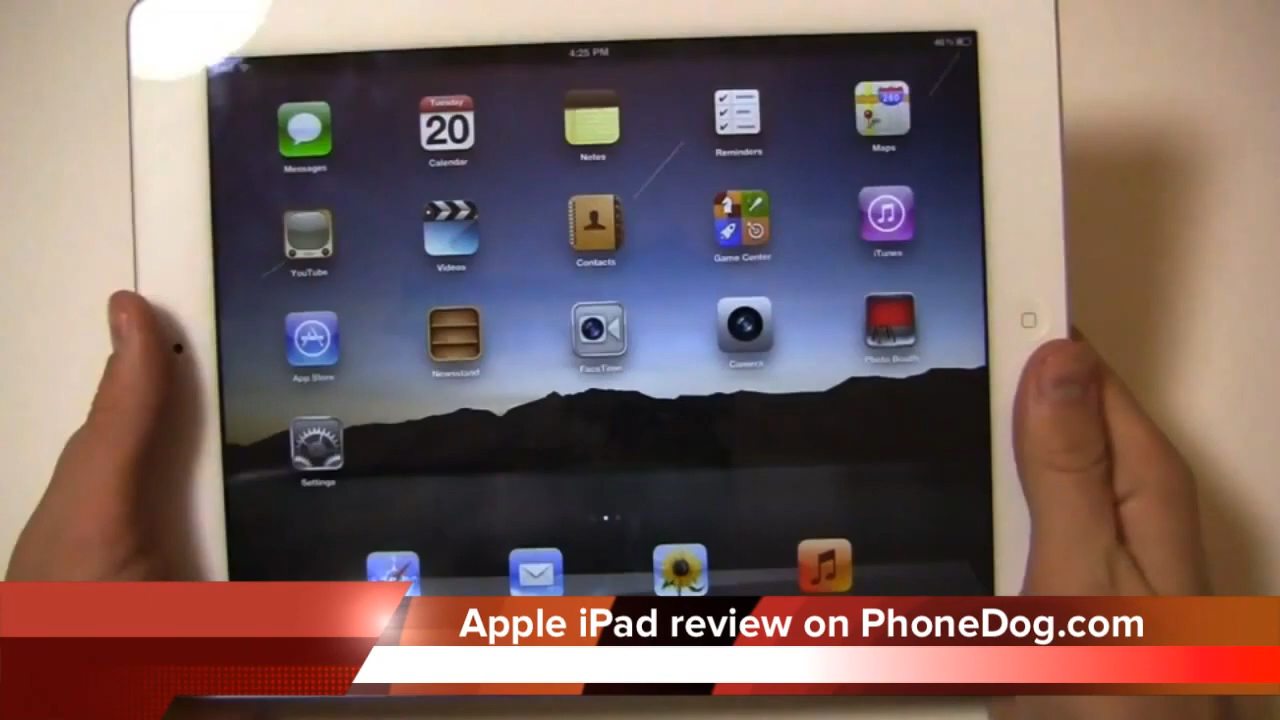 4:25 PM
Messages
Tuesday
20
Calendar
Notes
Reminders
280
Maps
YouTube
Videos
Contacts
Game Center
iTunes
App Store
Newsstand
FaceTime
Camera
Photo Booth
Settings
Apple iPad review on PhoneDog.com